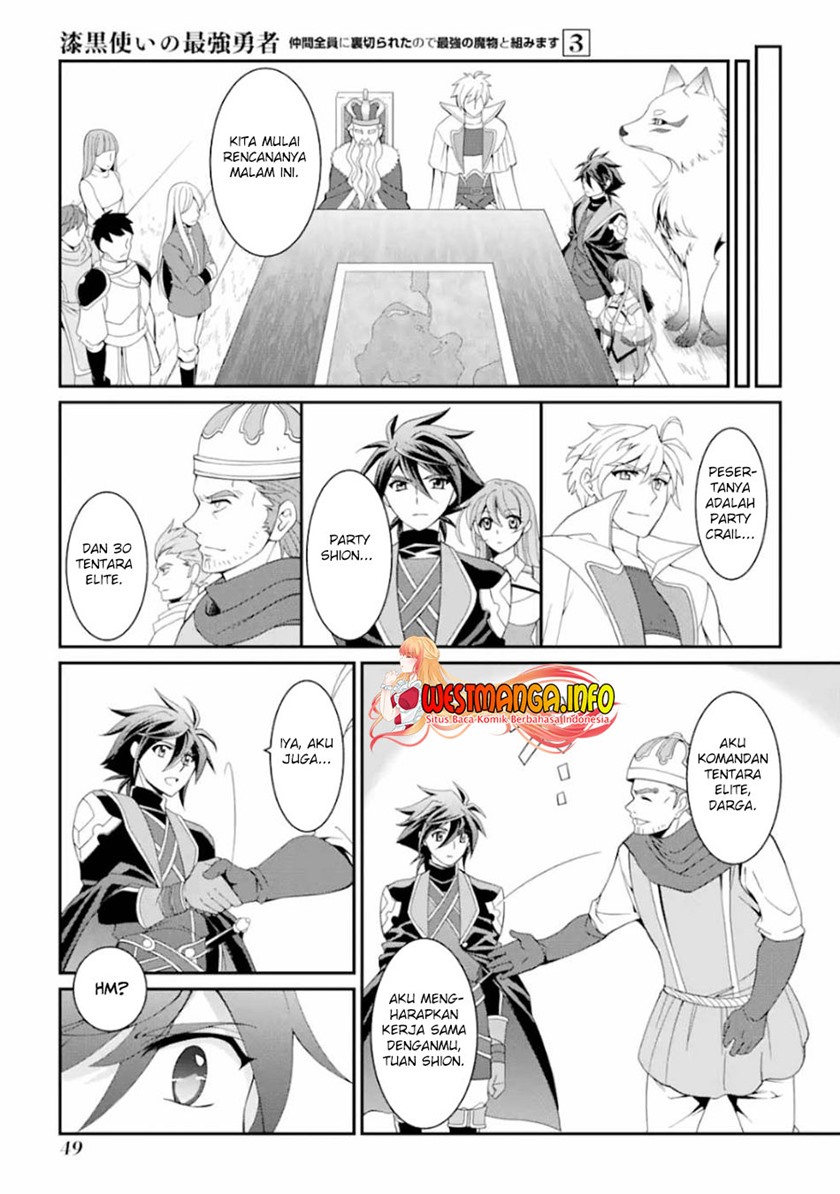 漆黒使いの最強勇者 仲間全員に裏切られたので最強の魔物と組みます 3
KITA MULAI
RENCANANYA
MALAM INI.
PESER-
TANYA
ADALAH
PARTY
CRAIL...
PARTY
SHION...
DAN 30
TENTARA
ELITE.
WESTMANGA.INFO
Situs Baca Komik Berbahasa Indonesia
AKU
KOMANDAN
TENTARA
ELITE,
DARGA.
AKU MENG-
HARAPKAN
KERJA SAMA
DENGANMU,
TUAN SHION.
IYA, AKU
JUGA...
HM?
49